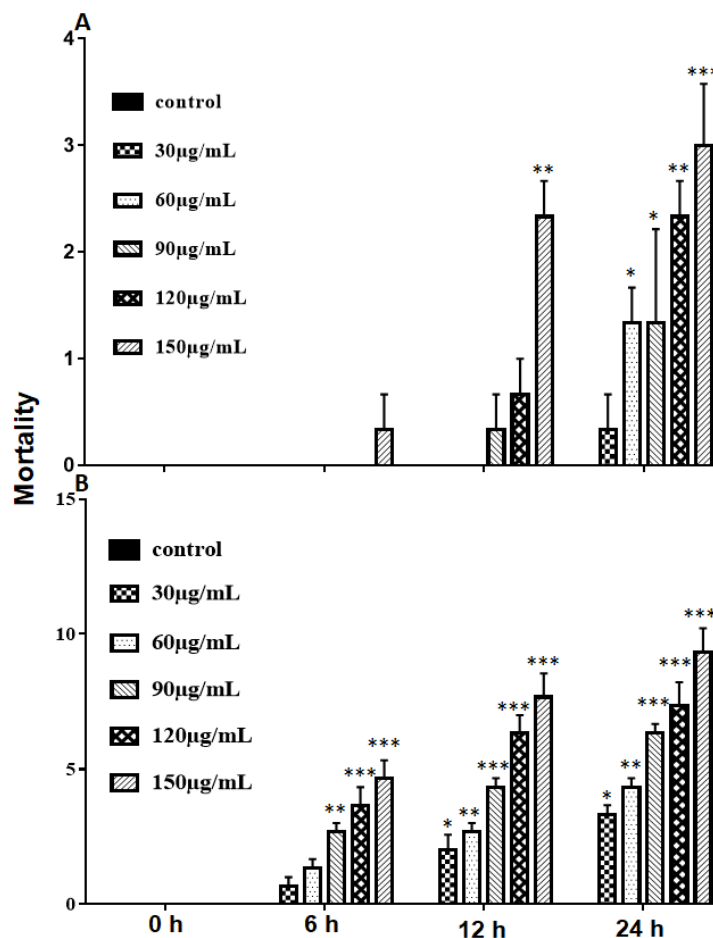 A
4
***
control
30µg/mL
3
60µg/mL
** **
90µg/mL
2
* *
120µg/mL
150µg/mL
1
0
Mortality
B
15
control
30µg/mL
***
60µg/mL
10
***
***
90µg/mL
*** ***
120µg/mL
*** ** ***
150µg/mL
5
*** ** * ** *
0
0 h 6 h 12 h 24 h